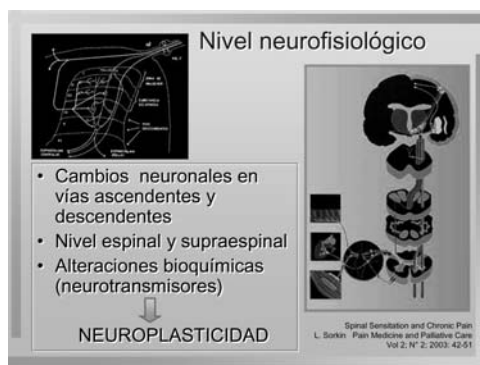 Nivel neurofisiológico
• Cambios neuronales en
vías ascendentes y
descendentes
• Nivel espinal y supraespinal
• Alteraciones bioquímicas
(neurotransmisores)
NEUROPLASTICIDAD
Spinal Sensitation and Chronic Pain
L. Sorkin Pain Medicine and Palliative Care
Vol 2; N° 2; 2003: 42-51